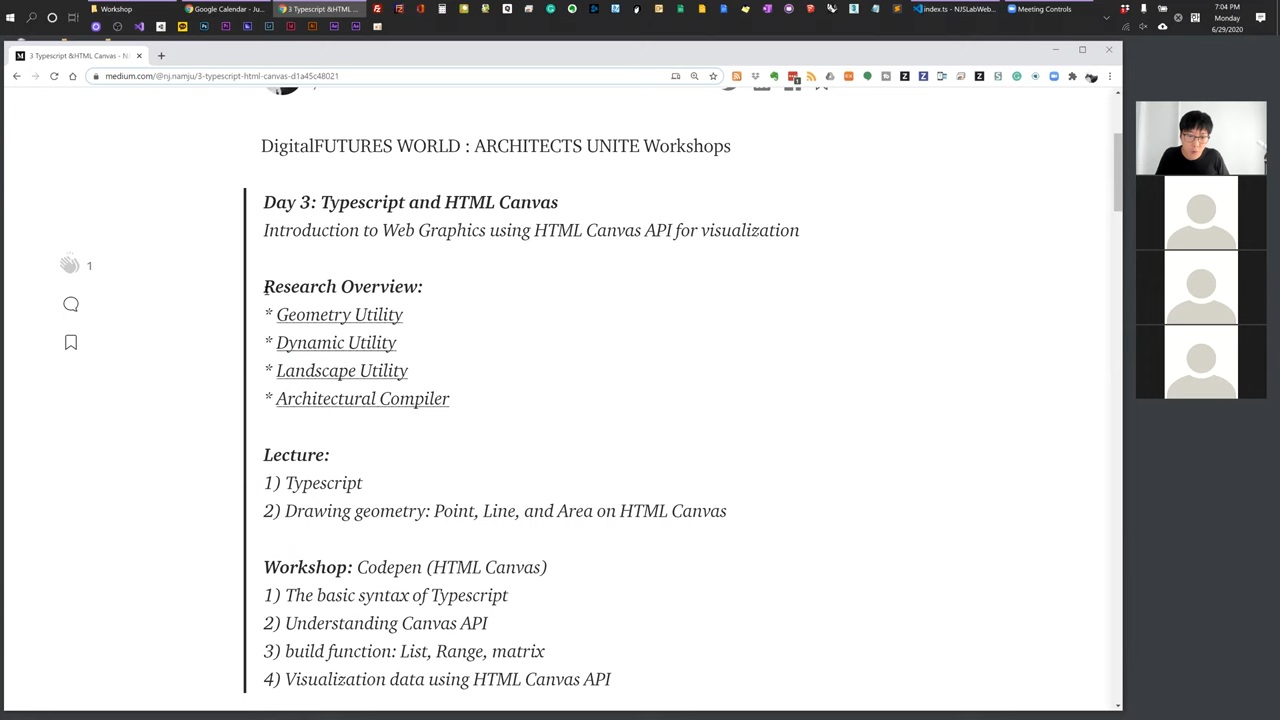 Workshop
Google Calendar - Ju...
3 Typescript &HTML ...
index.ts - NJSLabWeb...
Meeting Controls
7:04 PM
Monday
6/29/2020
3 Typescript &HTML Canvas - N
medium.com/@nj.namju/3-typescript-html-canvas-d1a45c48021
DigitalFUTURES WORLD : ARCHITECTS UNITE Workshops
Day 3: Typescript and HTML Canvas
Introduction to Web Graphics using HTML Canvas API for visualization
1
Research Overview:
* Geometry Utility
* Dynamic Utility
* Landscape Utility
* Architectural Compiler
Lecture:
1) Typescript
2) Drawing geometry: Point, Line, and Area on HTML Canvas
Workshop: Codepen (HTML Canvas)
1) The basic syntax of Typescript
2) Understanding Canvas API
3) build function: List, Range, matrix
4) Visualization data using HTML Canvas API